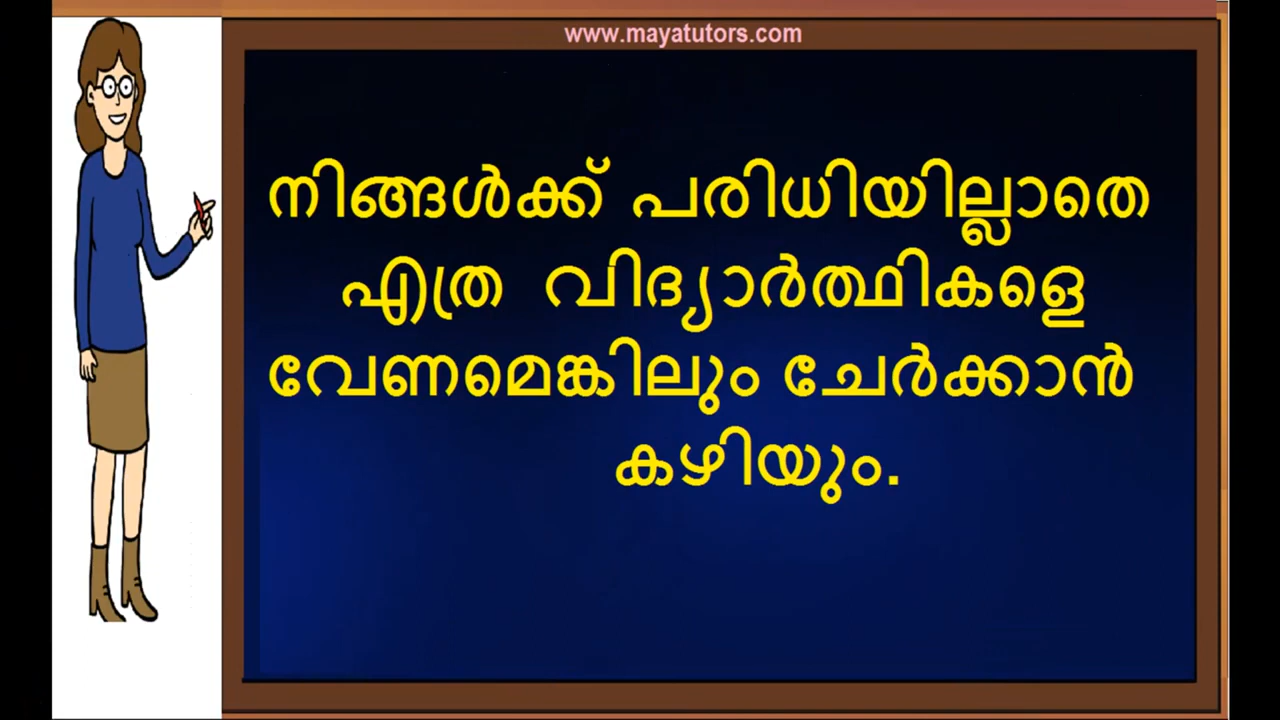 www.mayatutors.com
നിങ്ങൾക്ക് പരിധിയില്ലാതെ
എത്ര വിദ്യാർത്ഥികളെ
വേണമെങ്കിലും ചേർക്കാൻ
കഴിയും.